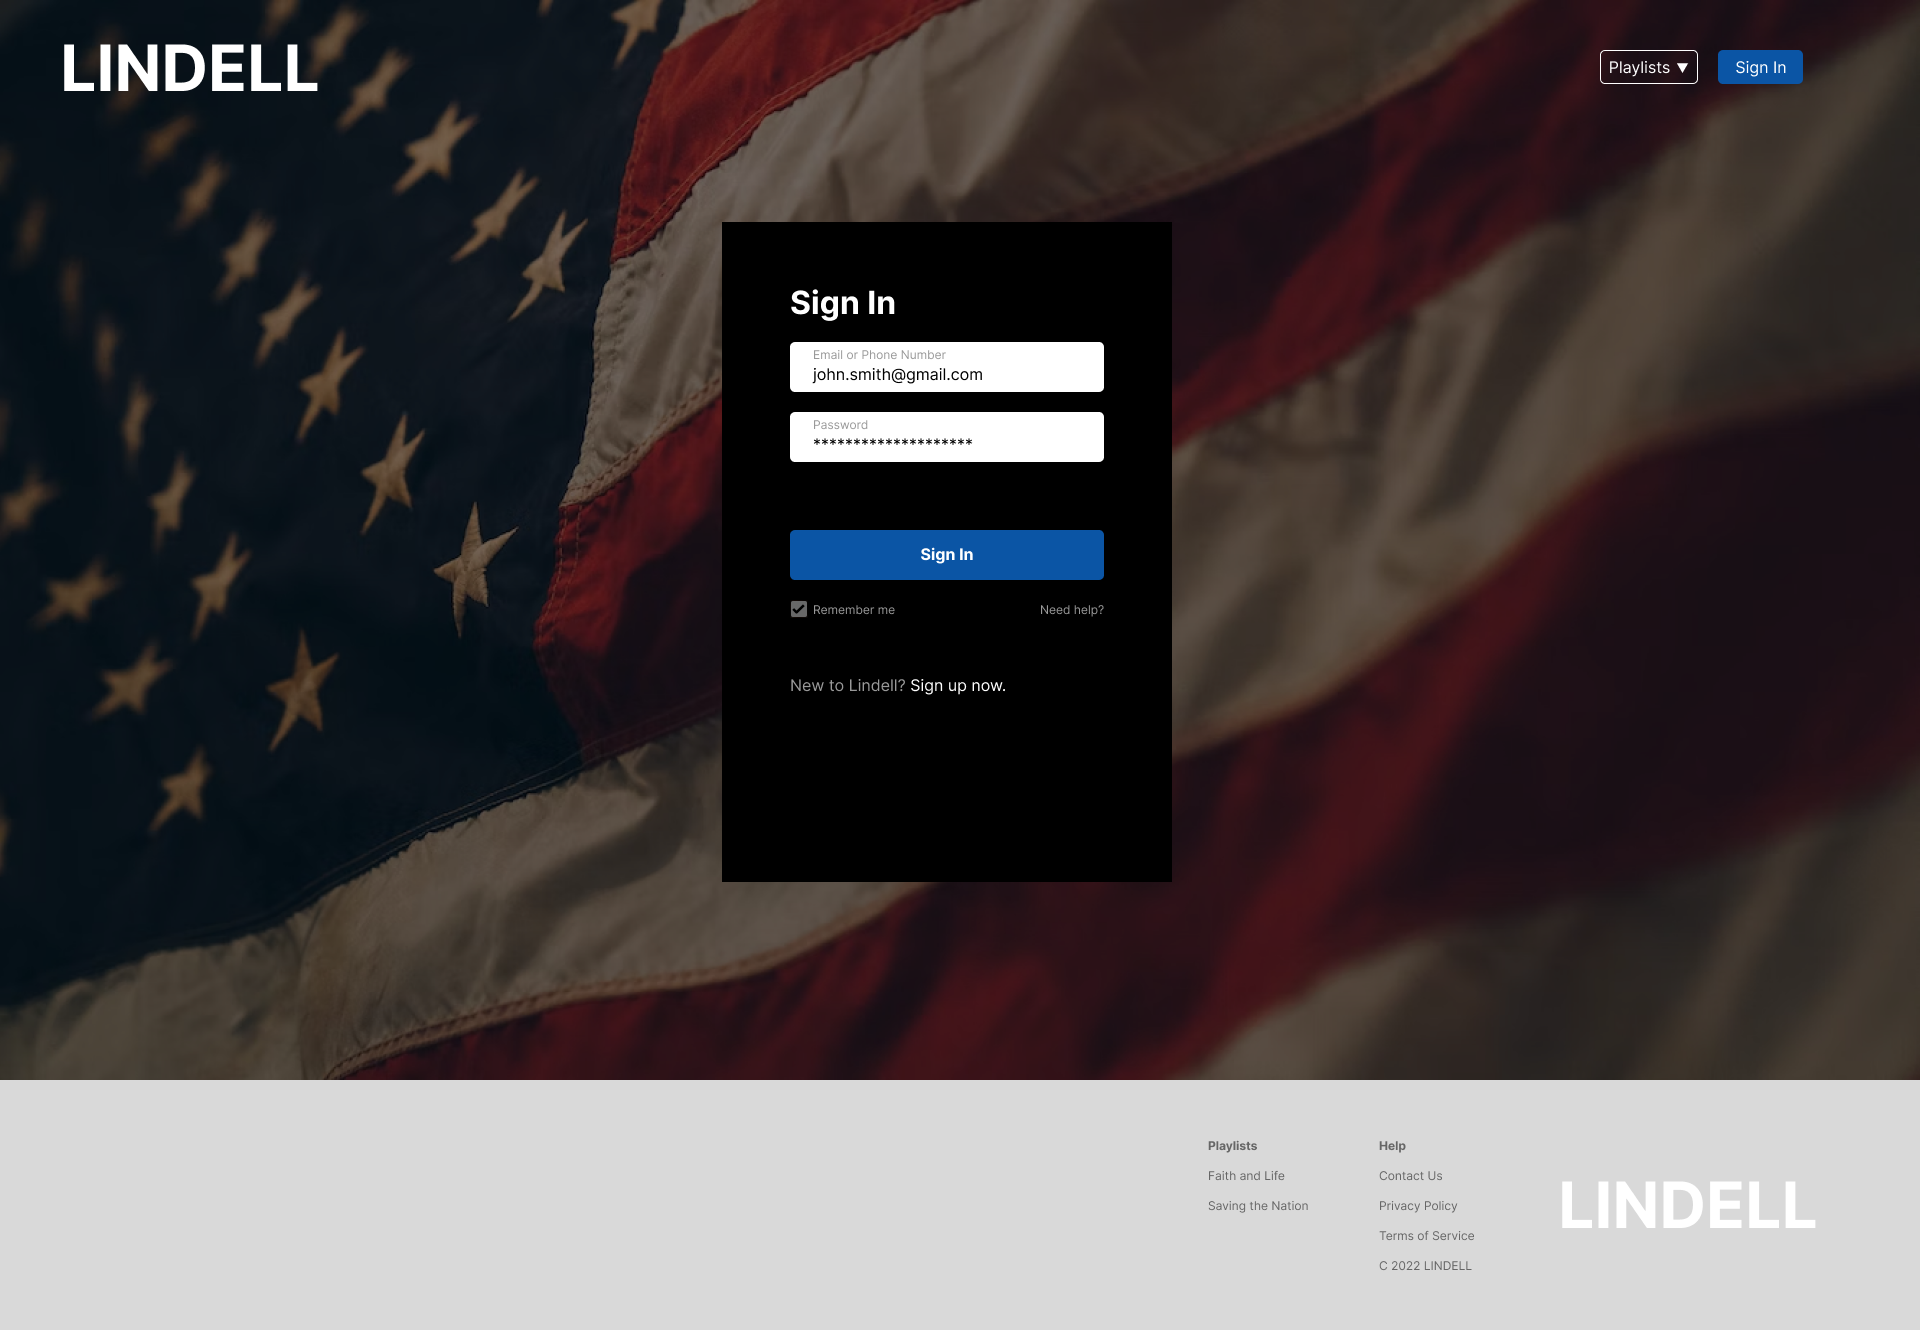 LINDELL
Playlists ▼
Sign In
Sign In
Email or Phone Number
john.smith@gmail.com
Password
********************
Sign In
Remember me
Need help?
New to Lindell? Sign up now.
Playlists
Faith and Life
Saving the Nation
Help
Contact Us
Privacy Policy
Terms of Service
C 2022 LINDELL
LINDELL